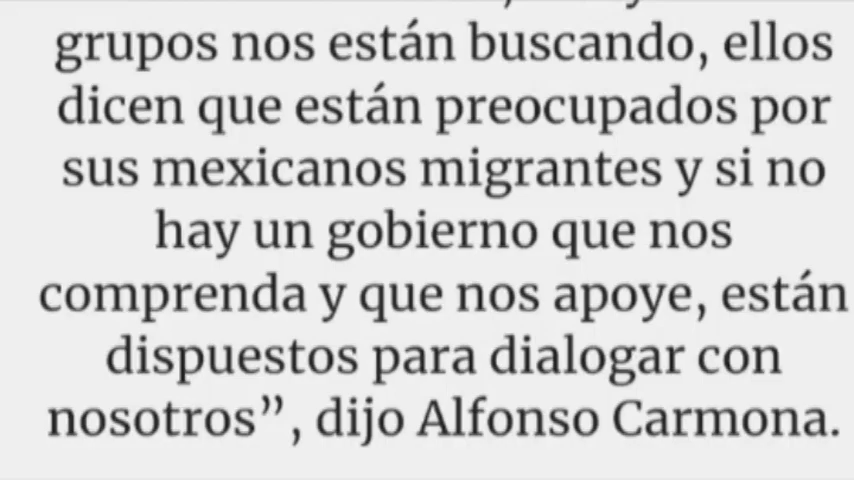 grupos nos están buscando, ellos
dicen que están preocupados por
sus mexicanos migrantes y si no
hay un gobierno que nos
comprenda y que nos apoye, están
dispuestos para dialogar con
nosotros”, dijo Alfonso Carmona.